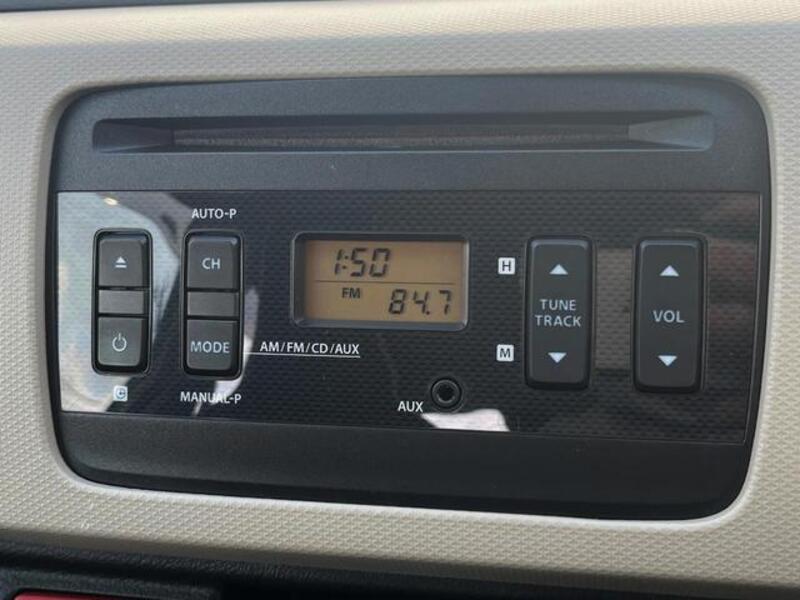 AUTO-P
CH
MODE
MANUAL-P
1:50
FM
84.7
AM/FM/CD/AUX
AUX
H
M
TUNE
TRACK
VOL